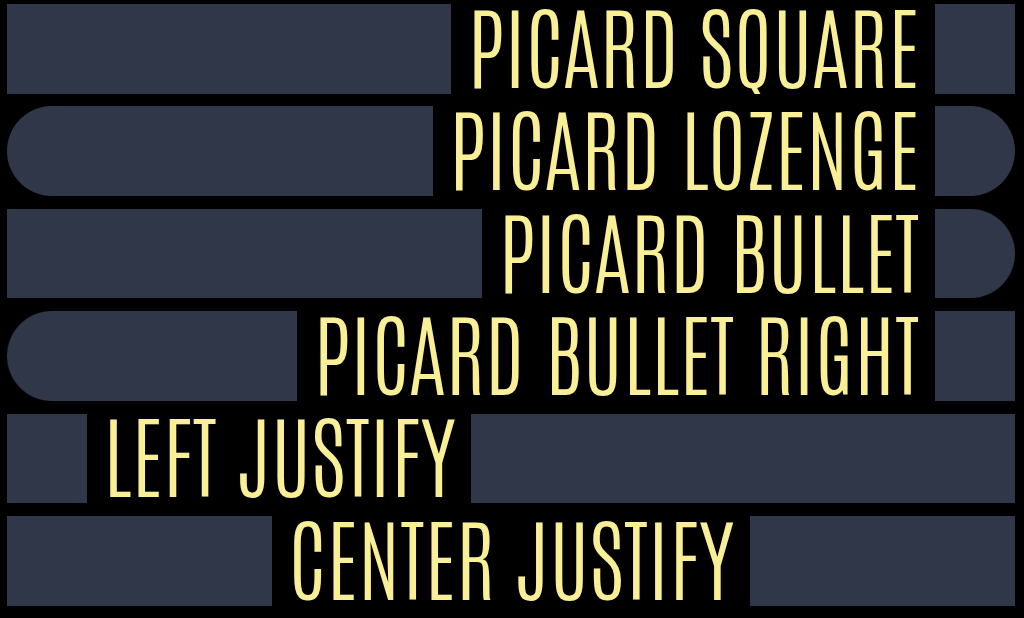 PICARD SQUARE
PICARD LOZENGE
PICARD BULLET
PICARD BULLET RIGHT
LEFT JUSTIFY
CENTER JUSTIFY